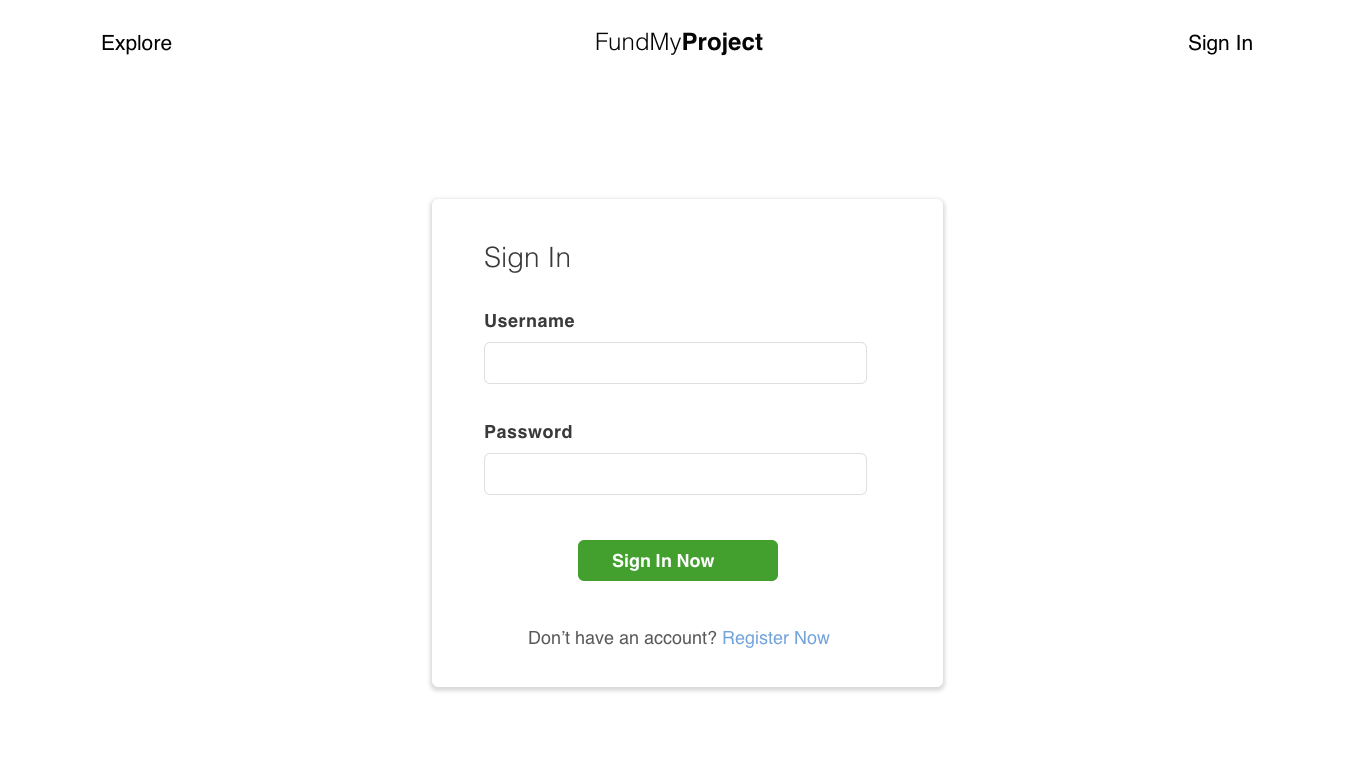 Explore
FundMyProject
Sign In
Sign In
Username
Password
Sign In Now
Don’t have an account? Register Now